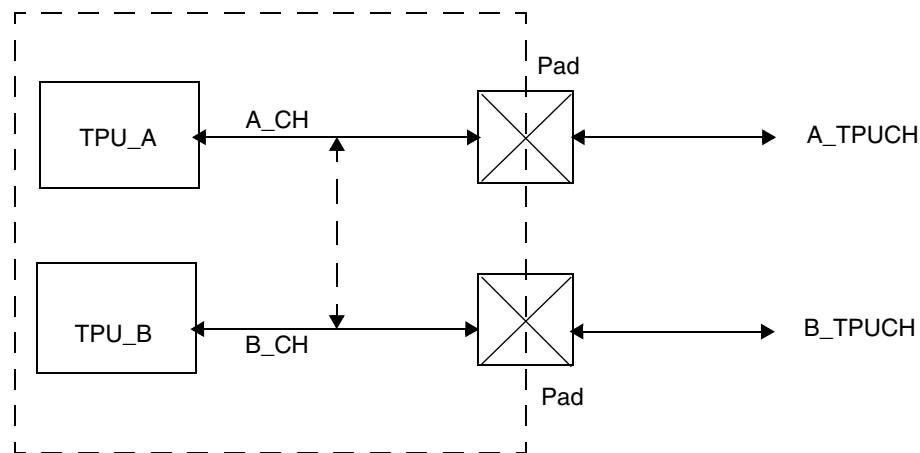 Pad
TPU_A
A_CH
A_TPUCH
TPU_B
B_CH
B_TPUCH
Pad